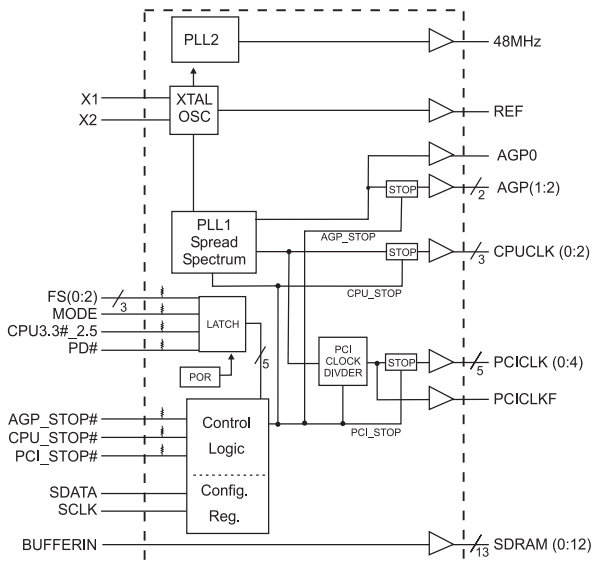 PLL2
48MHz
X1
X2
XTAL
OSC
REF
AGP0
STOP
AGP(1:2)
2
PLL1
Spread
Spectrum
AGP_STOP
STOP
CPUCLK (0:2)
3
CPU_STOP
FS(0:2)
3
MODE
CPU3.3#_2.5
PD#
LATCH
5
POR
PCI
CLOCK
DIVDER
STOP
PCICLK (0:4)
5
PCICLKF
PCI_STOP
AGP_STOP#
CPU_STOP#
PCI_STOP#
Control
Logic
SDATA
SCLK
Config.
Reg.
BUFFERIN
SDRAM (0:12)
13